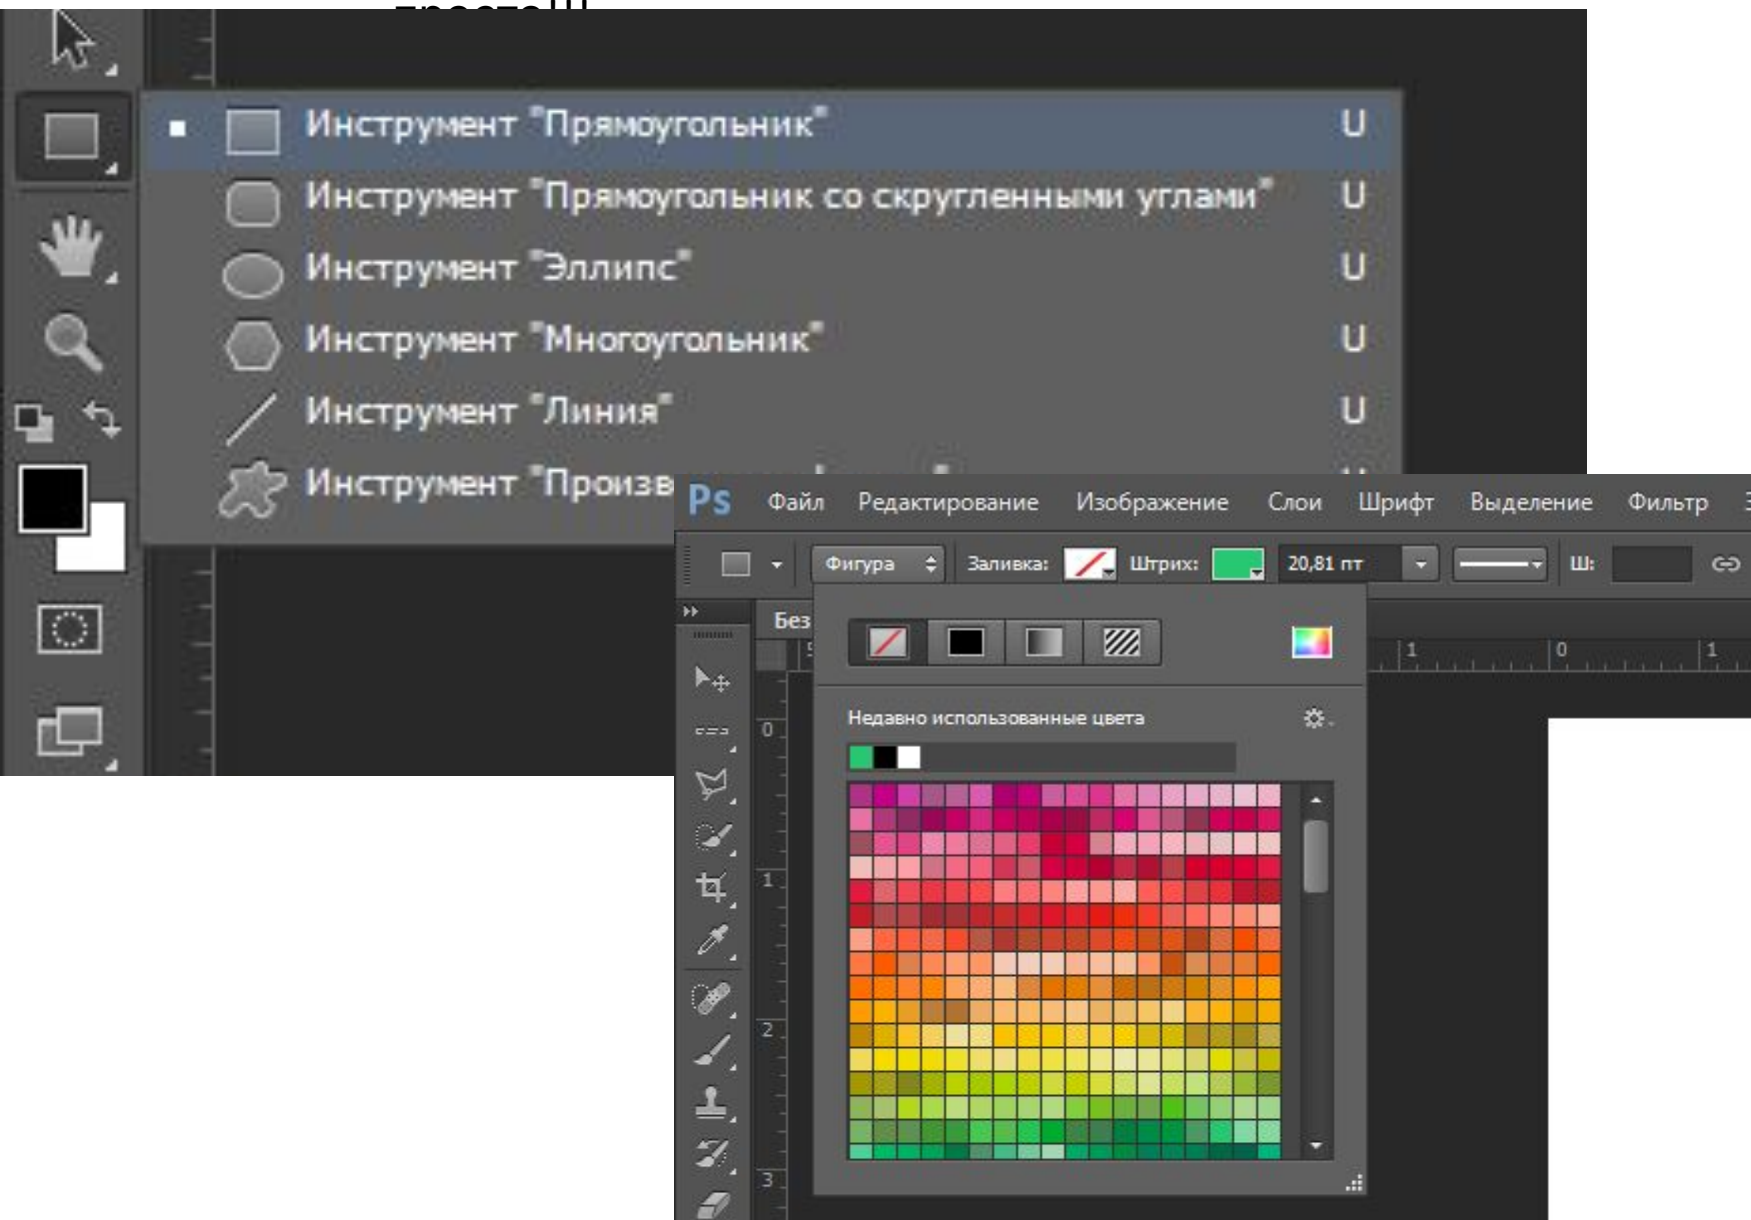 Инструмент "Прямоугольник" U
Инструмент "Прямоугольник со скругленными углами" U
Инструмент "Эллипс" U
Инструмент "Многоугольник" U
Инструмент "Линия" U
Инструмент
Ps Файл Редактирование Изображение Слои Шрифт Выделение Фильтр
Фигура Заливка: Штрих: 20,81 пт Ш:
Без
1 0 1
Недавно использованные цвета
0
1
2
3